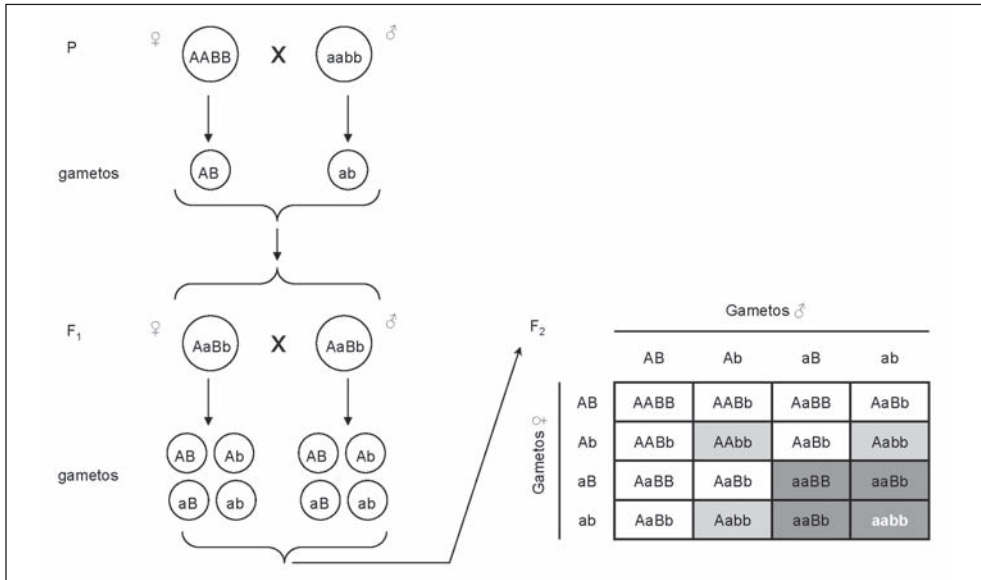 P ♀ AABB X aabb ♂
gametos AB ab
F1 ♀ AaBb X AaBb ♂
gametos AB Ab AB Ab
aB ab aB ab
F2
Gametos ♂
AB Ab aB ab
Gametos ♀
AB AABB AABb AaBB AaBb
Ab AABb AAbb AaBb Aabb
aB AaBB AaBb aaBB aaBb
ab AaBb Aabb aaBb aabb